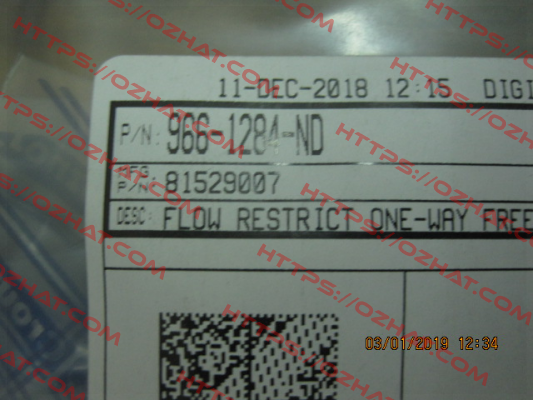 11-DEC-2018 12:15 DIGI
P/N: 966-1284-ND
MFG. P/N: 81529007
DESC: FLOW RESTRICT ONE-WAY FREE
03/01/2019 12:34
HTTPS://OZHAT.COM